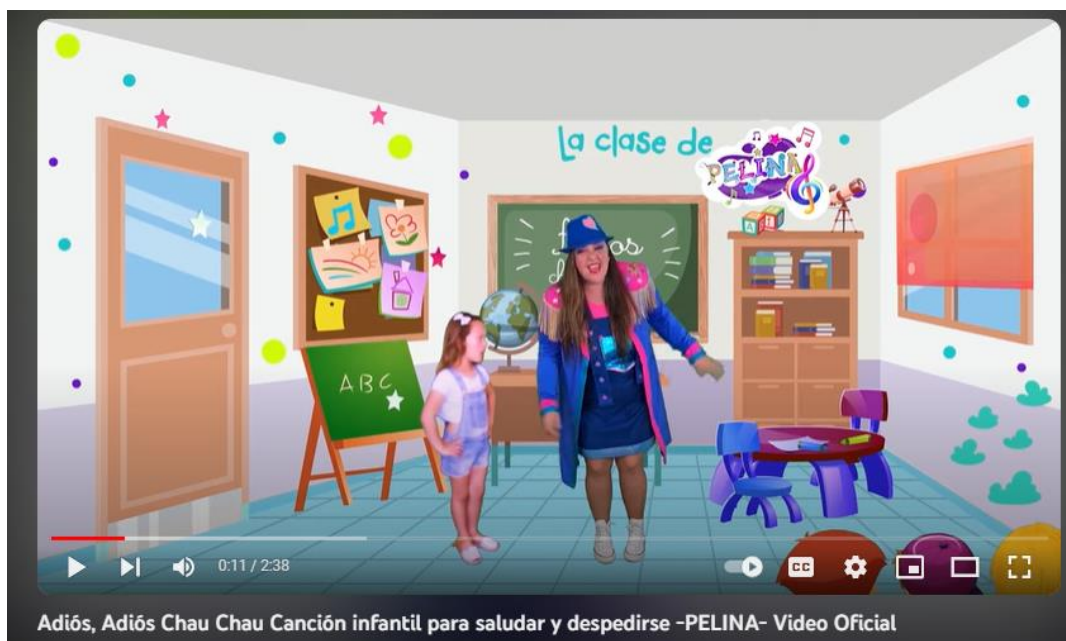 La clase de
PELINA
ABC
0:11 / 2:38
CC
Adiós, Adiós Chau Chau Canción infantil para saludar y despedirse -PELINA- Video Oficial